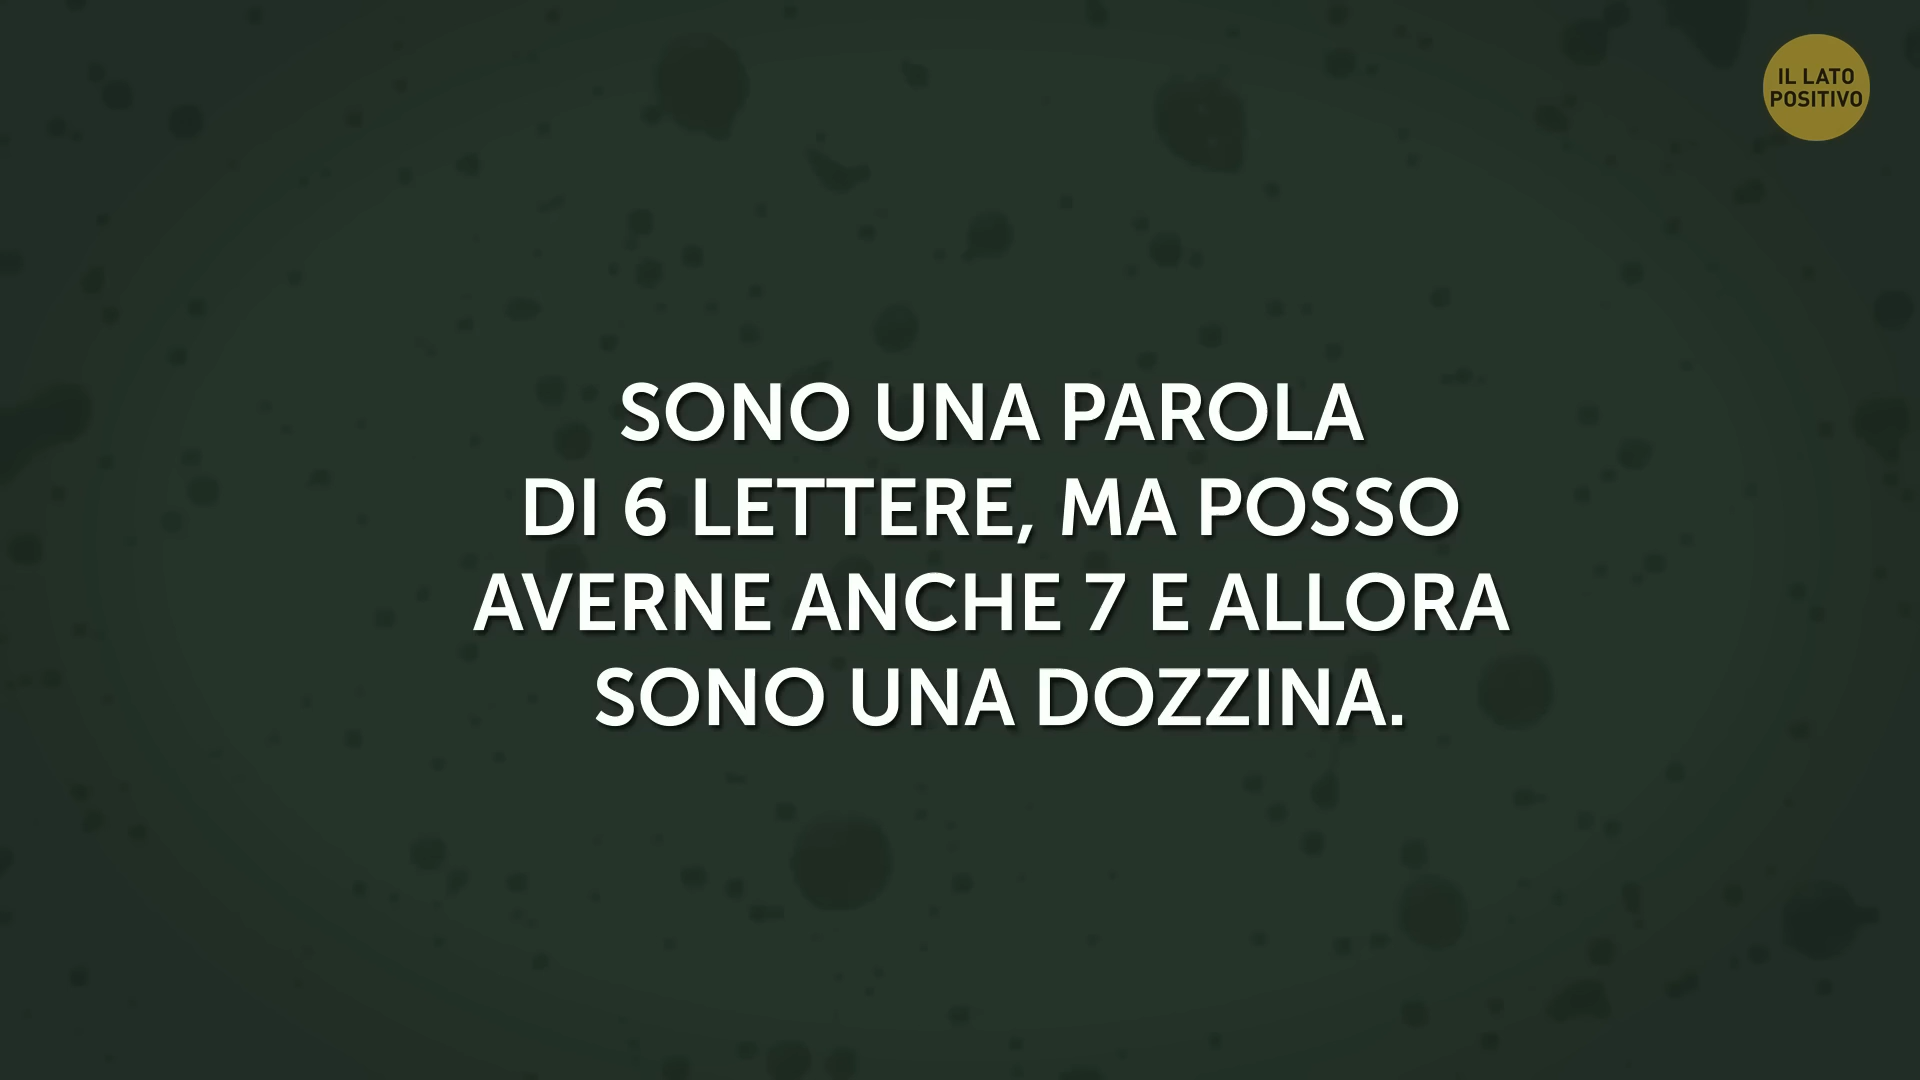 IL LATO
POSITIVO
SONO UNA PAROLA
DI 6 LETTERE, MA POSSO
AVERNE ANCHE 7 E ALLORA
SONO UNA DOZZINA.